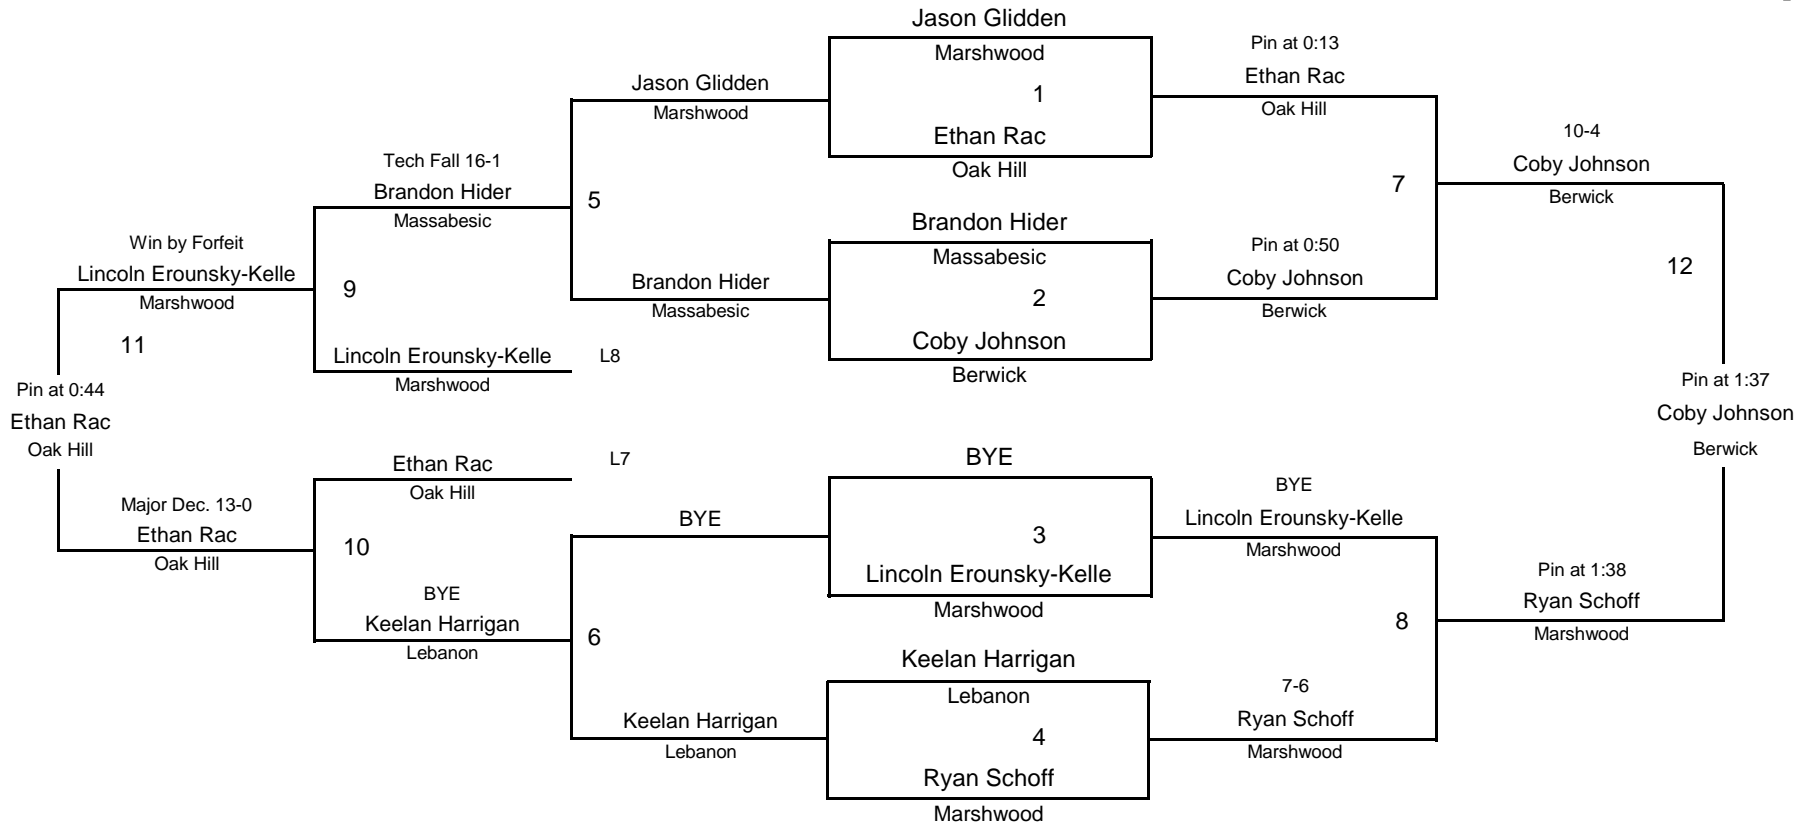 Jason Glidden
Marshwood
1
Ethan Rac
Oak Hill
Brandon Hider
Massabesic
2
Coby Johnson
Berwick
BYE
3
Lincoln Erounsky-Kelle
Marshwood
Keelan Harrigan
Lebanon
4
Ryan Schoff
Marshwood
Pin at 0:13
Ethan Rac
Oak Hill
7
Pin at 0:50
Coby Johnson
Berwick
BYE
Lincoln Erounsky-Kelle
Marshwood
8
7-6
Ryan Schoff
Marshwood
10-4
Coby Johnson
Berwick
12
Pin at 1:38
Ryan Schoff
Marshwood
Pin at 1:37
Coby Johnson
Berwick
Jason Glidden
Marshwood
5
Brandon Hider
Massabesic
BYE
6
Keelan Harrigan
Lebanon
Tech Fall 16-1
Brandon Hider
Massabesic
9
Lincoln Erounsky-Kelle
L8
Marshwood
Ethan Rac
L7
Oak Hill
10
BYE
Keelan Harrigan
Lebanon
Win by Forfeit
Lincoln Erounsky-Kelle
Marshwood
11
Major Dec. 13-0
Ethan Rac
Oak Hill
Pin at 0:44
Ethan Rac
Oak Hill